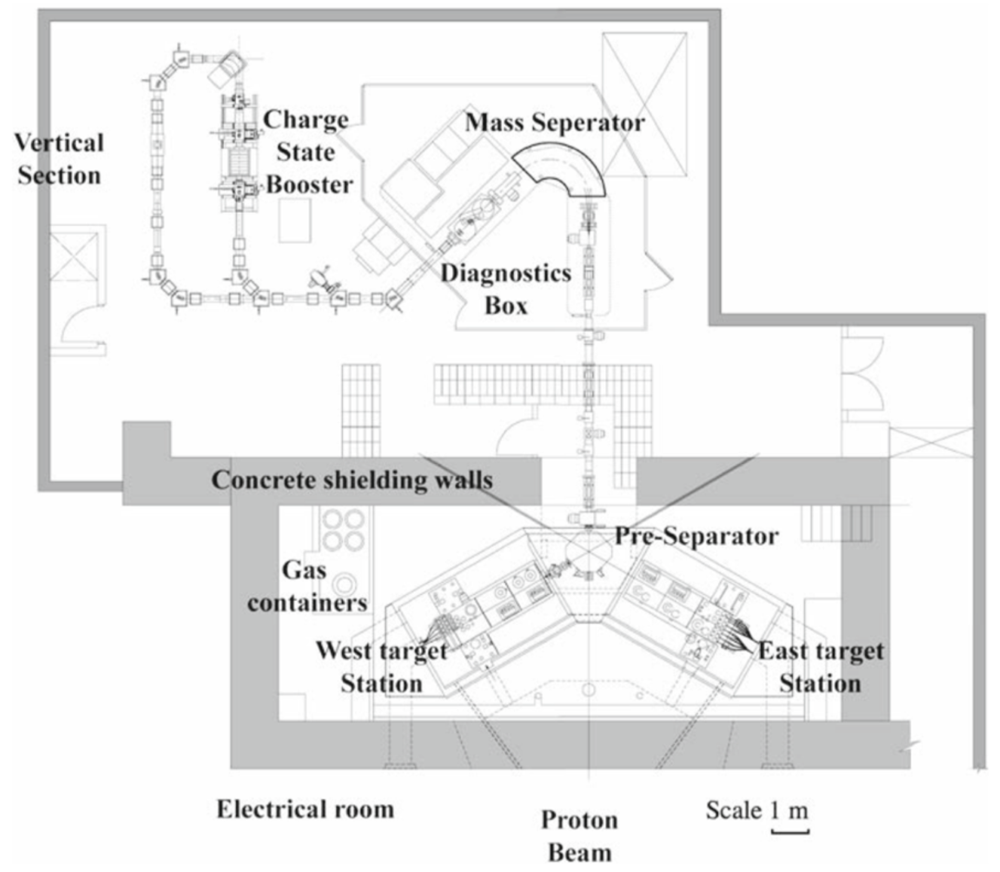 Mass Seperator
Charge
State
Booster
Vertical
Section
Diagnostics
Box
Concrete shielding walls
Pre-Separator
Gas
containers
West target
Station
East target
Station
Electrical room
Proton
Beam
Scale 1 m